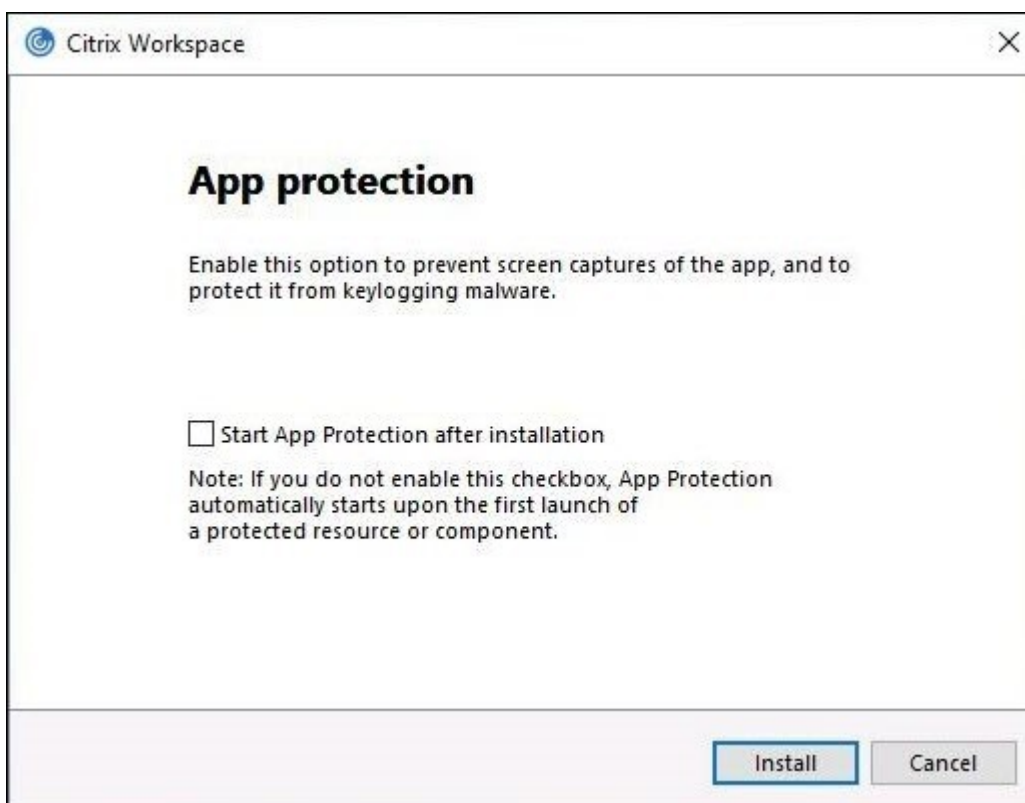 Citrix Workspace
App protection
Enable this option to prevent screen captures of the app, and to
protect it from keylogging malware.
Start App Protection after installation
Note: If you do not enable this checkbox, App Protection
automatically starts upon the first launch of
a protected resource or component.
Install
Cancel